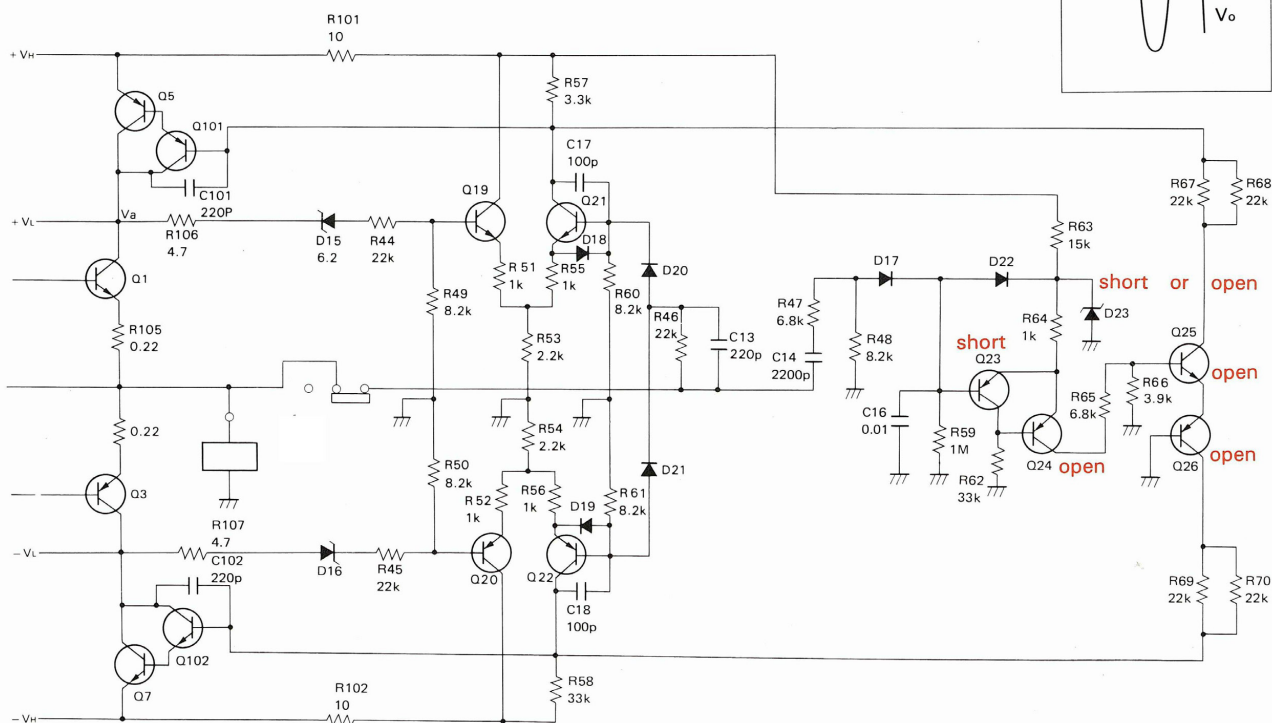 R101
10
Vo
+ VH
R57
3.3k
Q5
Q101
C17
100p
C101
220P
Q19
Q21
R67
22k
R68
22k
+ VL
Va
R106
4.7
D15
6.2
R44
22k
D18
R63
15k
Q1
R 51
1k
R55
1k
R60
8.2k
D20
D17
D22
short or open
R49
8.2k
R47
6.8k
D23
R105
0.22
R53
2.2k
R46
22k
C13
220p
C14
2200p
R48
8.2k
R64
1k
short
Q23
Q25
open
R66
3.9k
R65
6.8k
C16
0.01
R59
1M
Q24
open
Q26
open
R62
33k
0.22
R54
2.2k
R50
8.2k
D21
Q3
R 52
1k
R56
1k
D19
R 61
8.2k
R107
4.7
C102
220p
− VL
D16
R45
22k
Q20
Q22
C18
100p
R69
22k
R70
22k
Q102
Q7
R102
10
R58
33k
− VH